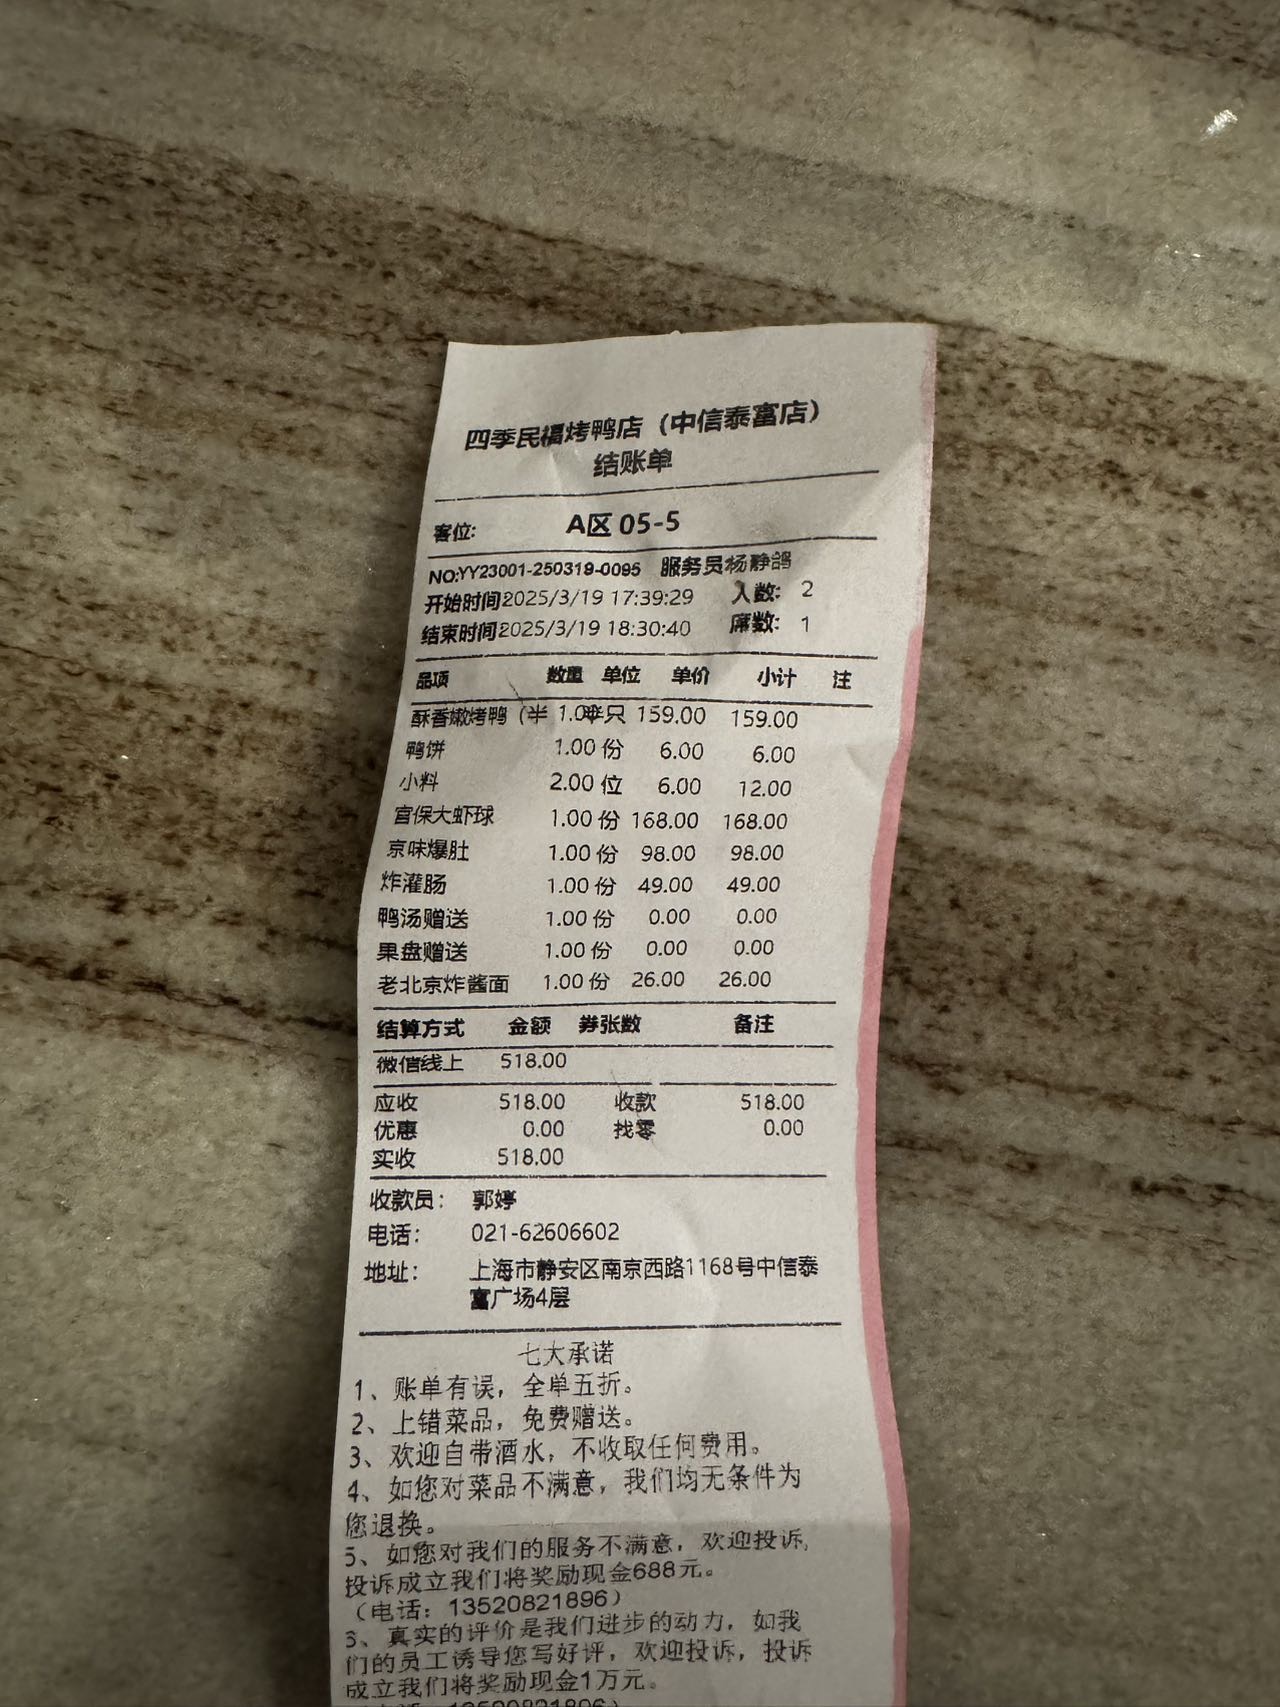 四季民福烤鸭店（中信泰富店）
结账单
客位: A区 05-5
NO:YY23001-250319-0095 服务员杨静鸽
开始时间2025/3/19 17:39:29 人数: 2
结束时间2025/3/19 18:30:40 席数: 1
品项 数量 单位 单价 小计 注
酥香嫩烤鸭（半 1.00半只 159.00 159.00
鸭饼 1.00 份 6.00 6.00
小料 2.00 位 6.00 12.00
宫保大虾球 1.00 份 168.00 168.00
京味爆肚 1.00 份 98.00 98.00
炸灌肠 1.00 份 49.00 49.00
鸭汤赠送 1.00 份 0.00 0.00
果盘赠送 1.00 份 0.00 0.00
老北京炸酱面 1.00 份 26.00 26.00
结算方式 金额 券张数 备注
微信线上 518.00
应收 518.00 收款 518.00
优惠 0.00 找零 0.00
实收 518.00
收款员: 郭婷
电话: 021-62606602
地址: 上海市静安区南京西路1168号中信泰
富广场4层
七大承诺
1、账单有误，全单五折。
2、上错菜品，免费赠送。
3、欢迎自带酒水，不收取任何费用。
4、如您对菜品不满意，我们均无条件为
您退换。
5、如您对我们的服务不满意，欢迎投诉，
投诉成立我们将奖励现金688元。
（电话：13520821896）
6、真实的评价是我们进步的动力，如我
们的员工诱导您写好评，欢迎投诉，投诉
成立我们将奖励现金1万元。